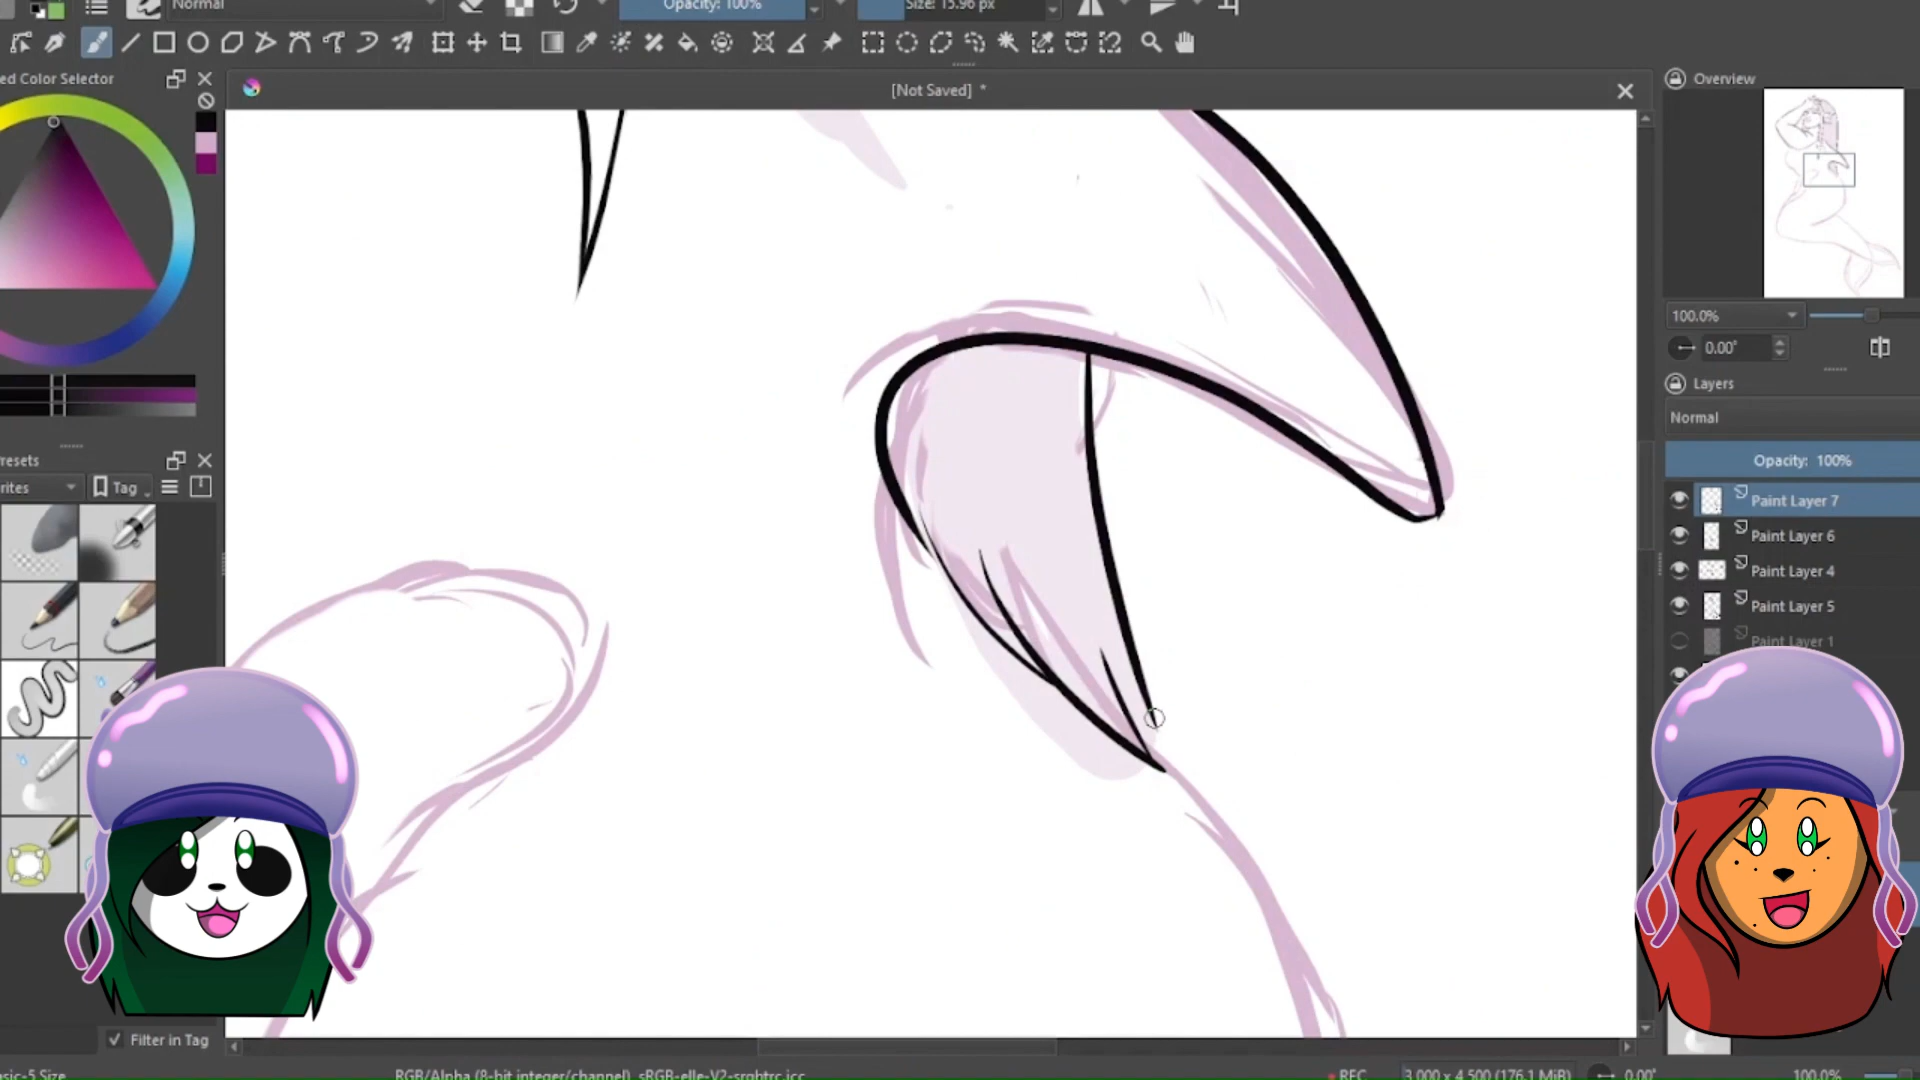 Normal
Opacity: 100%
Size: 15.96 px
ed Color Selector
[Not Saved] *
Overview
100.0%
0.00°
Layers
Normal
Opacity: 100%
Paint Layer 7
Paint Layer 6
Paint Layer 4
Paint Layer 5
Paint Layer 1
resets
rites
Tag
Filter in Tag
asic-5 Size
RGB/Alpha (8-bit integer/channel) sRGB-elle-V2-srgbtrc.icc
REC
3,000 x 4,500 (176.1 MiB)
0.00°
100.0%